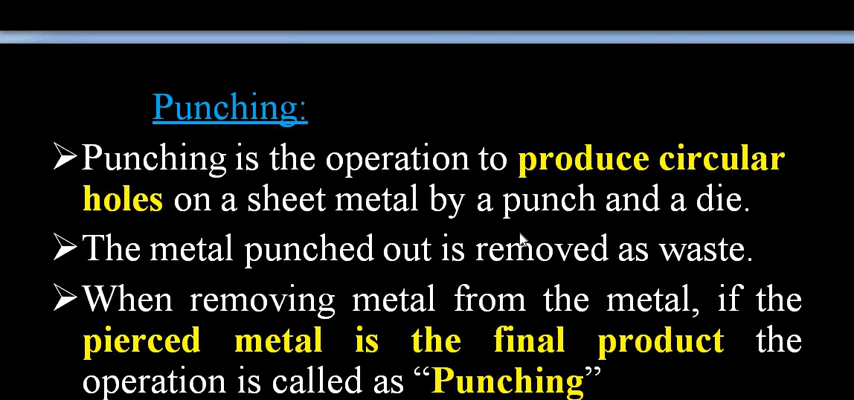 Punching:
➢Punching is the operation to produce circular
holes on a sheet metal by a punch and a die.
➢The metal punched out is removed as waste.
➢When removing metal from the metal, if the
pierced metal is the final product the
operation is called as “Punching”